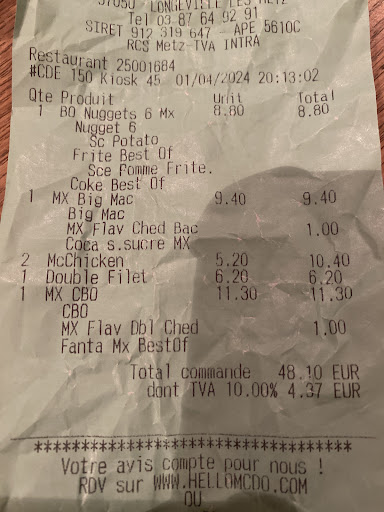 57050 LONGEVILLE LES METZ
Tel 03 87 64 92 91
SIRET 912 319 647 - APE 5610C
RCS Metz-TVA INTRA
Restaurant 25001684
#CDE 150 Kiosk 45 01/04/2024 20:13:02
Qte Produit Unit Total
1 BO Nuggets 6 Mx 8.80 8.80
Nugget 6
Sc Potato
Frite Best Of
Sce Pomme Frite.
Coke Best Of
1 MX Big Mac 9.40 9.40
Big Mac
MX Flav Ched Bac 1.00
Coca s.sucre MX
2 McChicken 5.20 10.40
1 Double Filet 6.20 6.20
1 MX CBO 11.30 11.30
CBO
MX Flav Dbl Ched 1.00
Fanta Mx BestOf
Total commande 48.10 EUR
dont TVA 10.00% 4.37 EUR
***********************************
Votre avis compte pour nous !
RDV sur WWW.HELLOMCDO.COM
OU